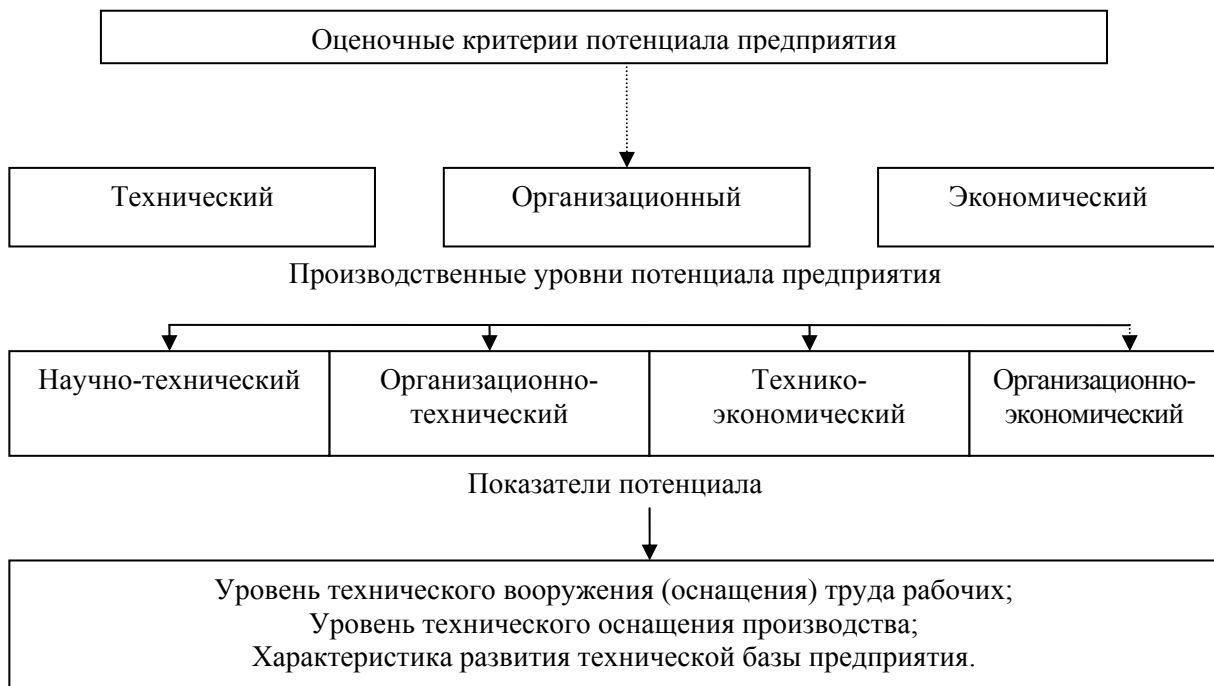 Оценочные критерии потенциала предприятия
Технический
Организационный
Экономический
Производственные уровни потенциала предприятия
Научно-технический
Организационно-
технический
Технико-
экономический
Организационно-
экономический
Показатели потенциала
Уровень технического вооружения (оснащения) труда рабочих;
Уровень технического оснащения производства;
Характеристика развития технической базы предприятия.